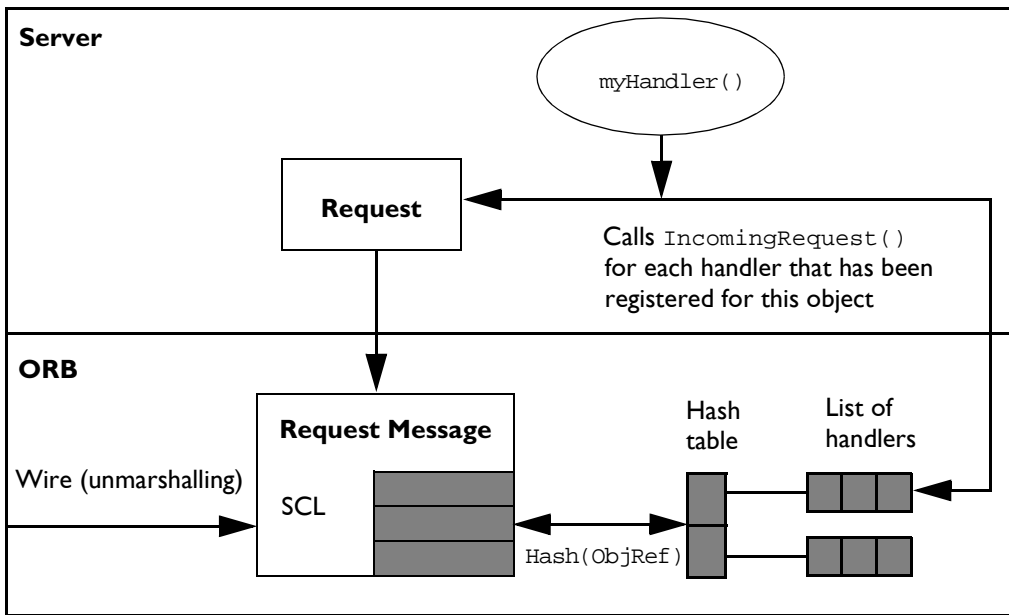 Server
myHandler()
Request
Calls IncomingRequest()
for each handler that has been
registered for this object
ORB
Request Message
Hash
table
List of
handlers
Wire (unmarshalling)
SCL
Hash(ObjRef)